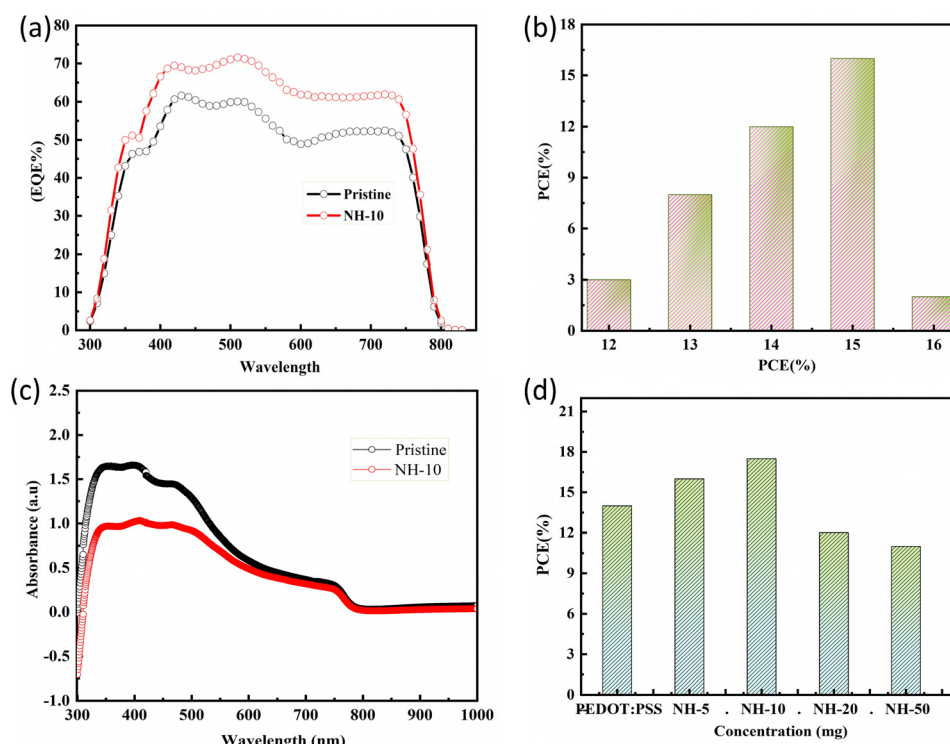 (a)
80
70
60
50
40
30
20
10
0
(EQE%)
Pristine
NH-10
300 400 500 600 700 800
Wavelength
(b)
18
15
12
9
6
3
0
PCE(%)
12 13 14 15 16
PCE(%)
(c)
2.5
2.0
1.5
1.0
0.5
0.0
-0.5
-1.0
Absorbance (a.u)
Pristine
NH-10
300 400 500 600 700 800 900 1000
Wavelength (nm)
(d)
21
18
15
12
9
6
3
0
PCE(%)
PEDOT:PSS NH-5 . NH-10 . NH-20 . NH-50
Concentration (mg)